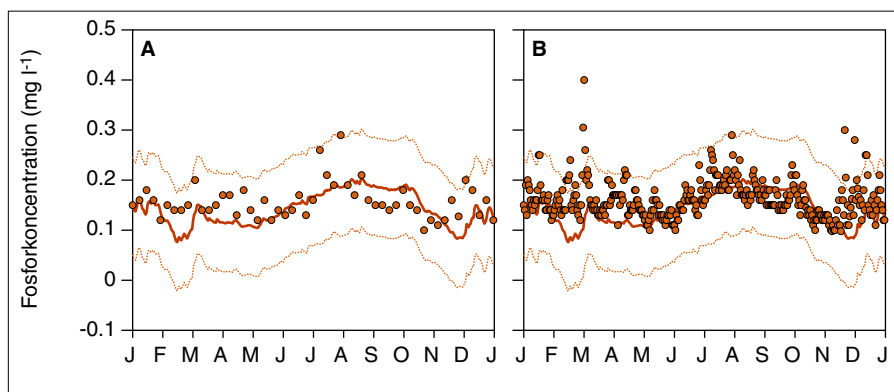 Fosforkoncentration (mg l-1)
0.5
0.4
0.3
0.2
0.1
0
-0.1
A
J F M A M J J A S O N D J
B
J F M A M J J A S O N D J